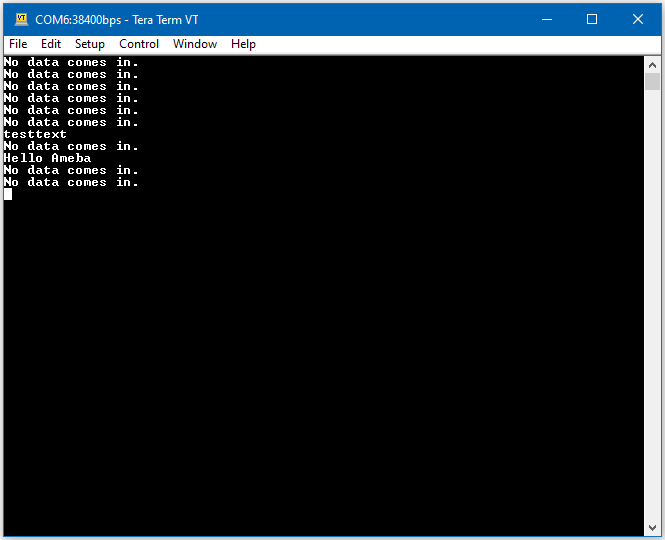 COM6:38400bps - Tera Term VT
File Edit Setup Control Window Help
No data comes in.
No data comes in.
No data comes in.
No data comes in.
No data comes in.
No data comes in.
testtext
No data comes in.
Hello Ameba
No data comes in.
No data comes in.